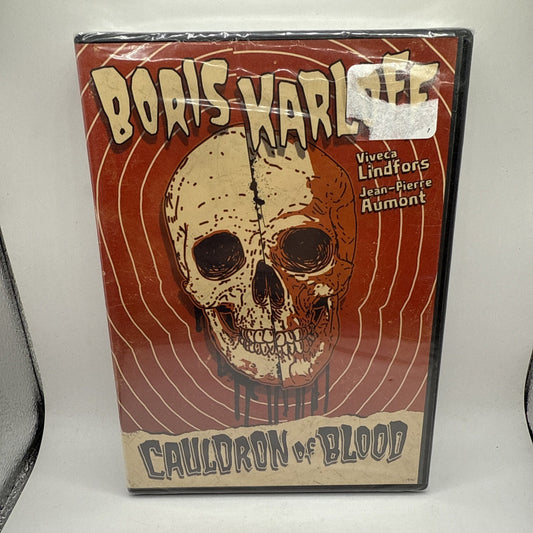 BORIS KARLOFF
Viveca
Lindfors
Jean-Pierre
Aumont
CAULDRON OF BLOOD